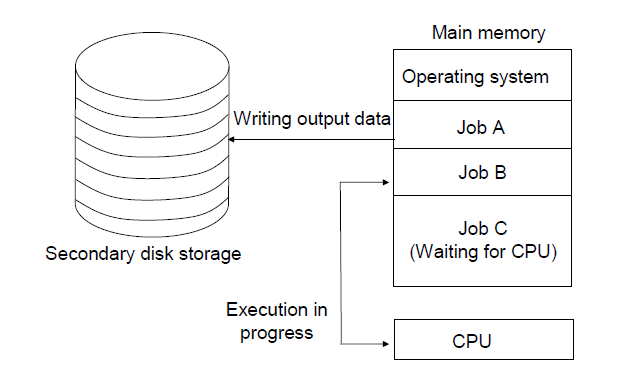 Main memory
Operating system
Writing output data
Job A
Job B
Job C
(Waiting for CPU)
Secondary disk storage
Execution in
progress
CPU